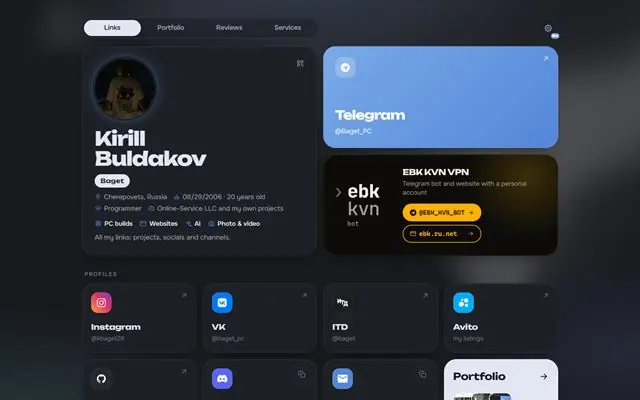 Links
Portfolio
Reviews
Services
Kirill
Buldakov
Baget
Cherepovets, Russia
08/29/2006 · 20 years old
Programmer
Online-Service LLC and my own projects
PC builds
Websites
AI
Photo & video
All my links: projects, socials and channels.
Telegram
@Baget_PC
› ebk
kvn
bot
EBK KVN VPN
Telegram bot and website with a personal
account
@EBK_KVN_BOT →
ebk.ru.net →
PROFILES
Instagram
@kbaget28
VK
@baget_pc
ITD
@baget
Avito
my listings
Portfolio →